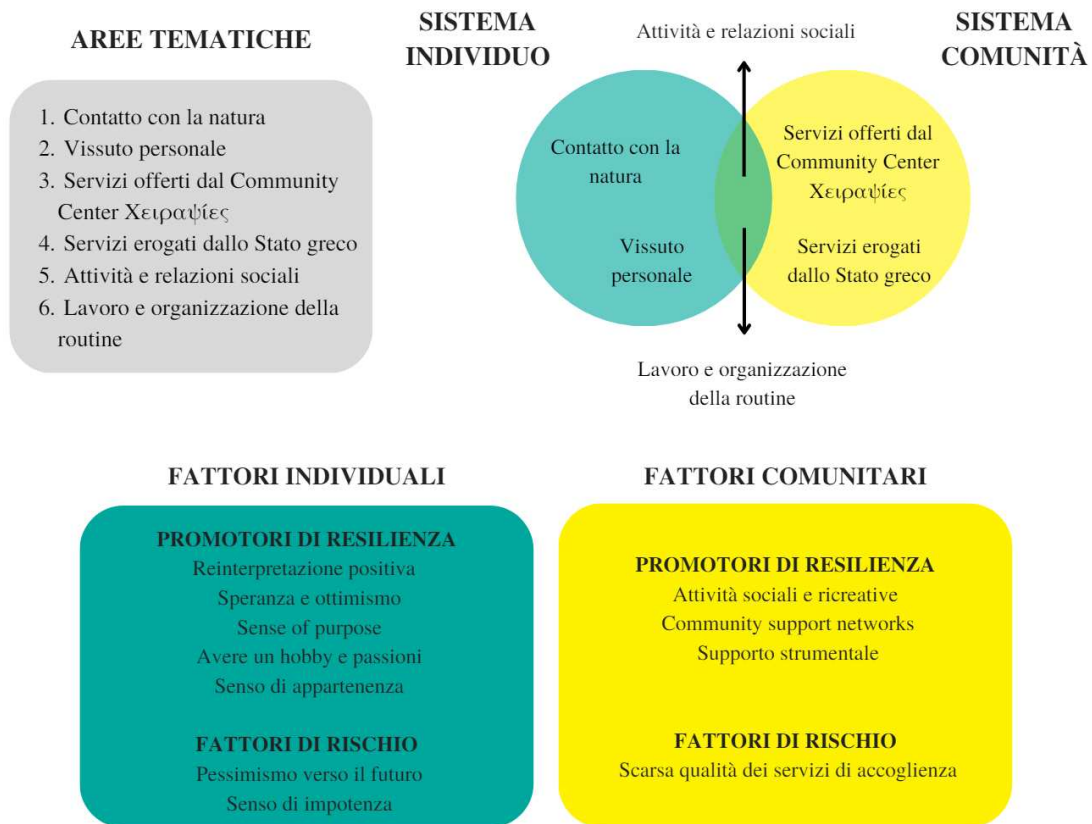 AREE TEMATICHE
1. Contatto con la natura
2. Vissuto personale
3. Servizi offerti dal Community
Center Χειραψίες
4. Servizi erogati dallo Stato greco
5. Attività e relazioni sociali
6. Lavoro e organizzazione della
routine
SISTEMA
INDIVIDUO
Attività e relazioni sociali
SISTEMA
COMUNITÀ
Contatto con la
natura
Vissuto
personale
Servizi offerti dal
Community Center
Χειραψίες
Servizi erogati
dallo Stato greco
Lavoro e organizzazione
della routine
FATTORI INDIVIDUALI
PROMOTORI DI RESILIENZA
Reinterpretazione positiva
Speranza e ottimismo
Sense of purpose
Avere un hobby e passioni
Senso di appartenenza
FATTORI DI RISCHIO
Pessimismo verso il futuro
Senso di impotenza
FATTORI COMUNITARI
PROMOTORI DI RESILIENZA
Attività sociali e ricreative
Community support networks
Supporto strumentale
FATTORI DI RISCHIO
Scarsa qualità dei servizi di accoglienza